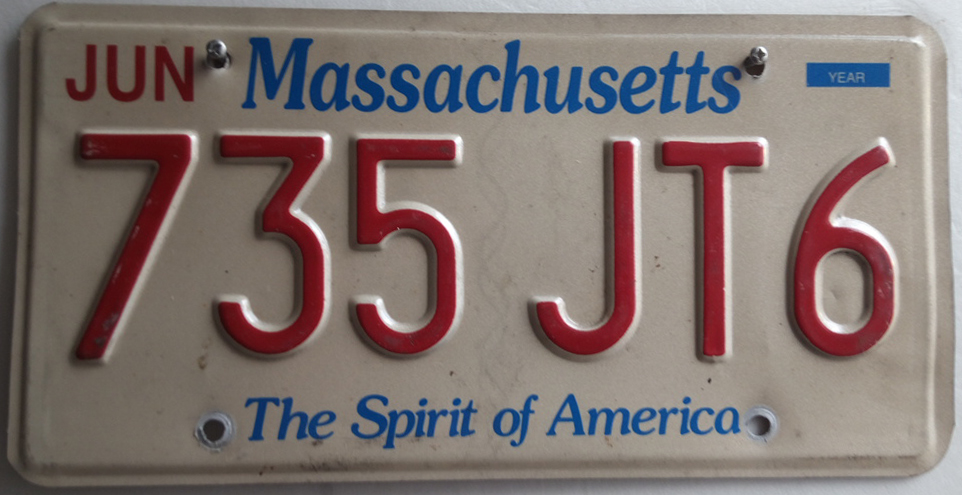 JUN Massachusetts YEAR
735 JT6
The Spirit of America